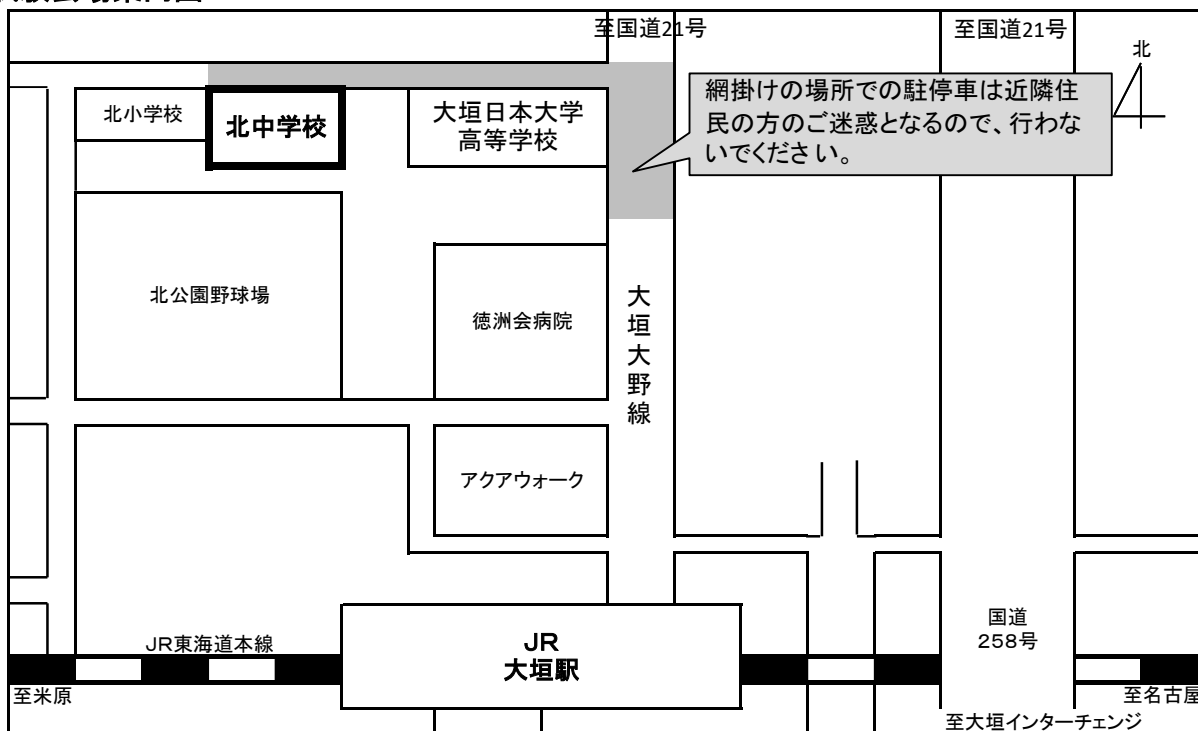 至国道21号
至国道21号
北
網掛けの場所での駐停車は近隣住
民の方のご迷惑となるので、行わな
いでください。
北小学校
北中学校
大垣日本大学
高等学校
北公園野球場
徳洲会病院
大垣大野線
アクアウォーク
JR東海道本線
JR
大垣駅
国道
258号
至米原
至名古屋
至大垣インターチェンジ